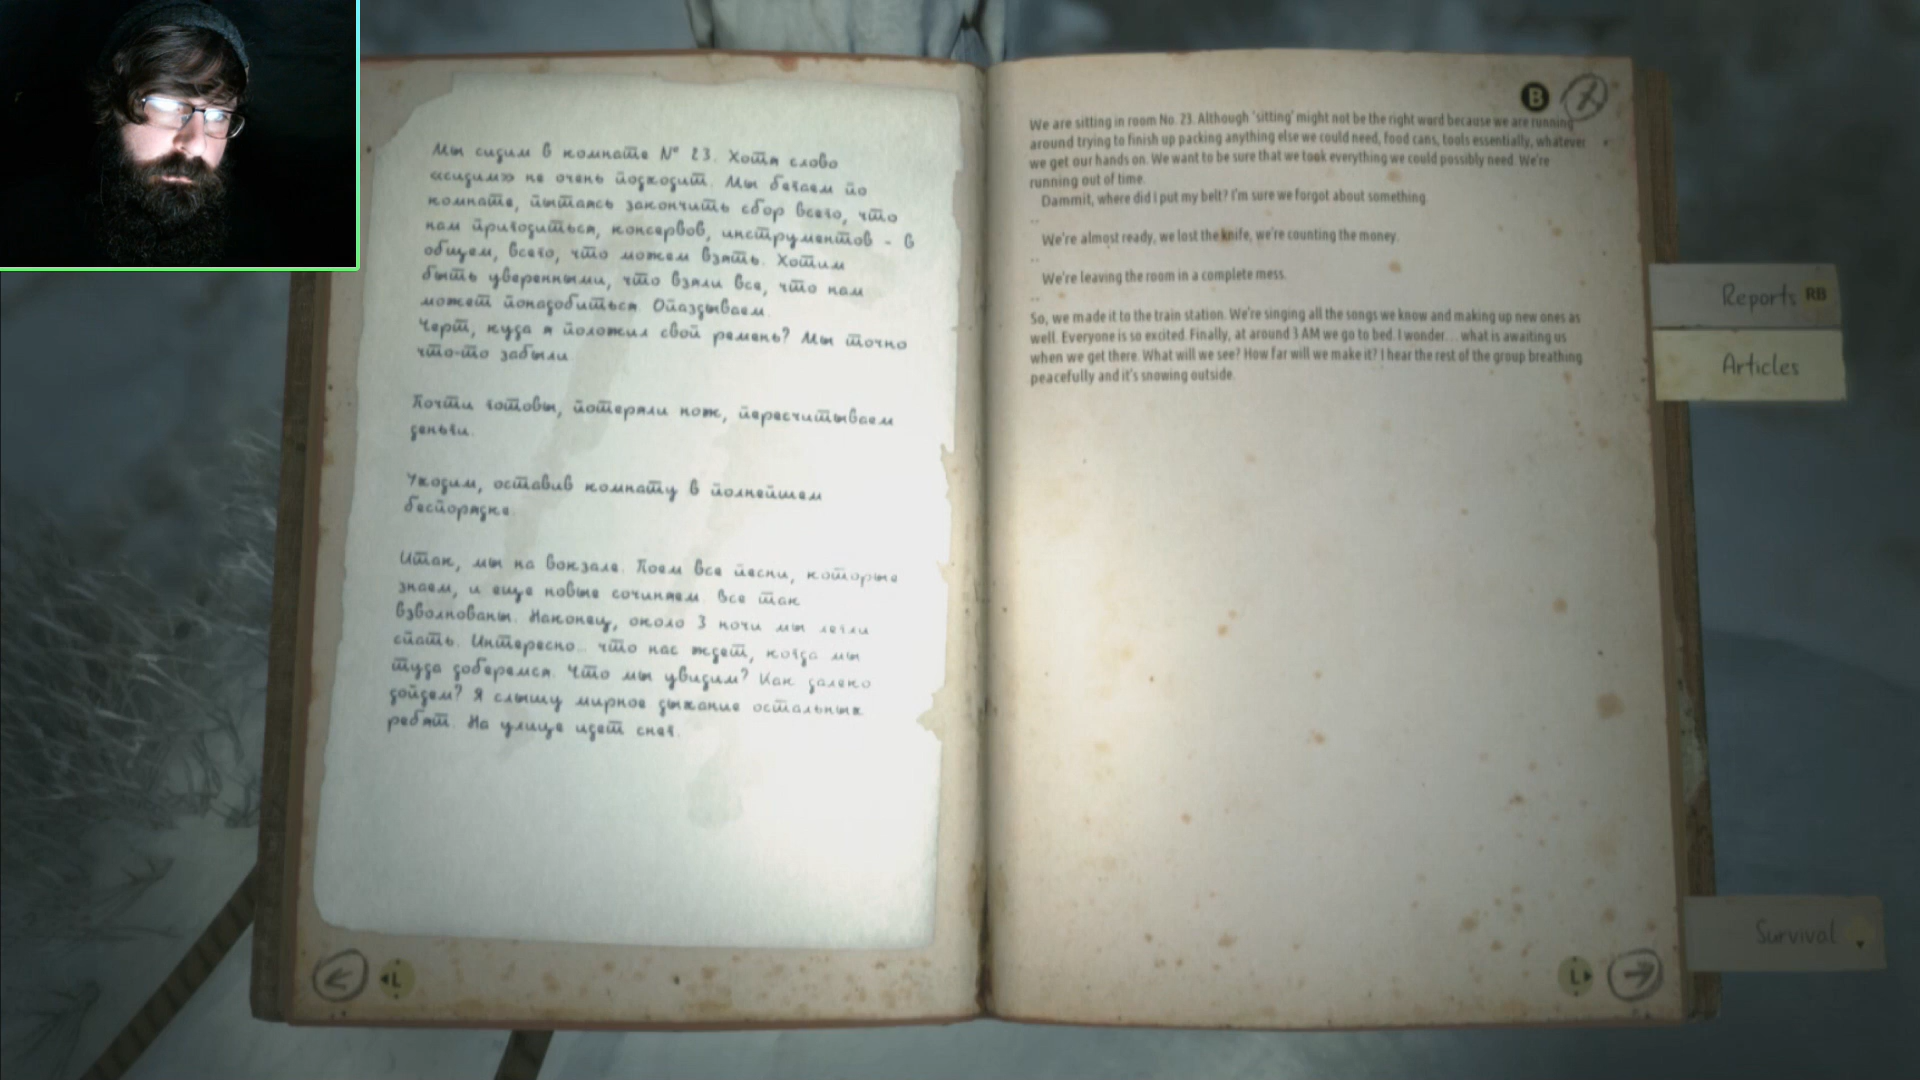 Мы сидим в комнате № 23. Хотя слово
«сидим» не очень подходит. Мы бегаем по
комнате, пытаясь закончить сбор всего, что
нам пригодиться, консервов, инструментов - в
общем, всего, что можем взять. Хотим
быть уверенными, что взяли все, что нам
может понадобиться. Опаздываем.
Черт, куда я положил свой ремень? Мы точно
что-то забыли.
Почти готовы, потеряли нож, пересчитываем
деньги.
Уходим, оставив комнату в полнейшем
беспорядке.
Итак, мы на вокзале. Поем все песни, которые
знаем, и еще новые сочиняем. Все так
взволнованы. Наконец, около 3 ночи мы легли
спать. Интересно... что нас ждет, когда мы
туда доберемся. Что мы увидим? Как далеко
дойдем? Я слышу мирное дыхание остальных
ребят. На улице идет снег.
L
B
We are sitting in room No. 23. Although 'sitting' might not be the right word because we are running
around trying to finish up packing anything else we could need, food cans, tools essentially, whatever
we get our hands on. We want to be sure that we took everything we could possibly need. We're
running out of time.
Dammit, where did I put my belt? I'm sure we forgot about something.
..
We're almost ready, we lost the knife, we're counting the money.
..
We're leaving the room in a complete mess.
..
So, we made it to the train station. We're singing all the songs we know and making up new ones as
well. Everyone is so excited. Finally, at around 3 AM we go to bed. I wonder... what is awaiting us
when we get there. What will we see? How far will we make it? I hear the rest of the group breathing
peacefully and it's snowing outside.
L
Reports RB
Articles
Survival